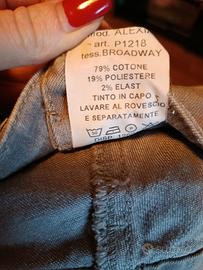 mod. ALEXIA
art. P1218
tess. BROADWAY
79% COTONE
19% POLIESTERE
2% ELAST
TINTO IN CAPO
LAVARE AL ROVESCIO
E SEPARATAMENTE